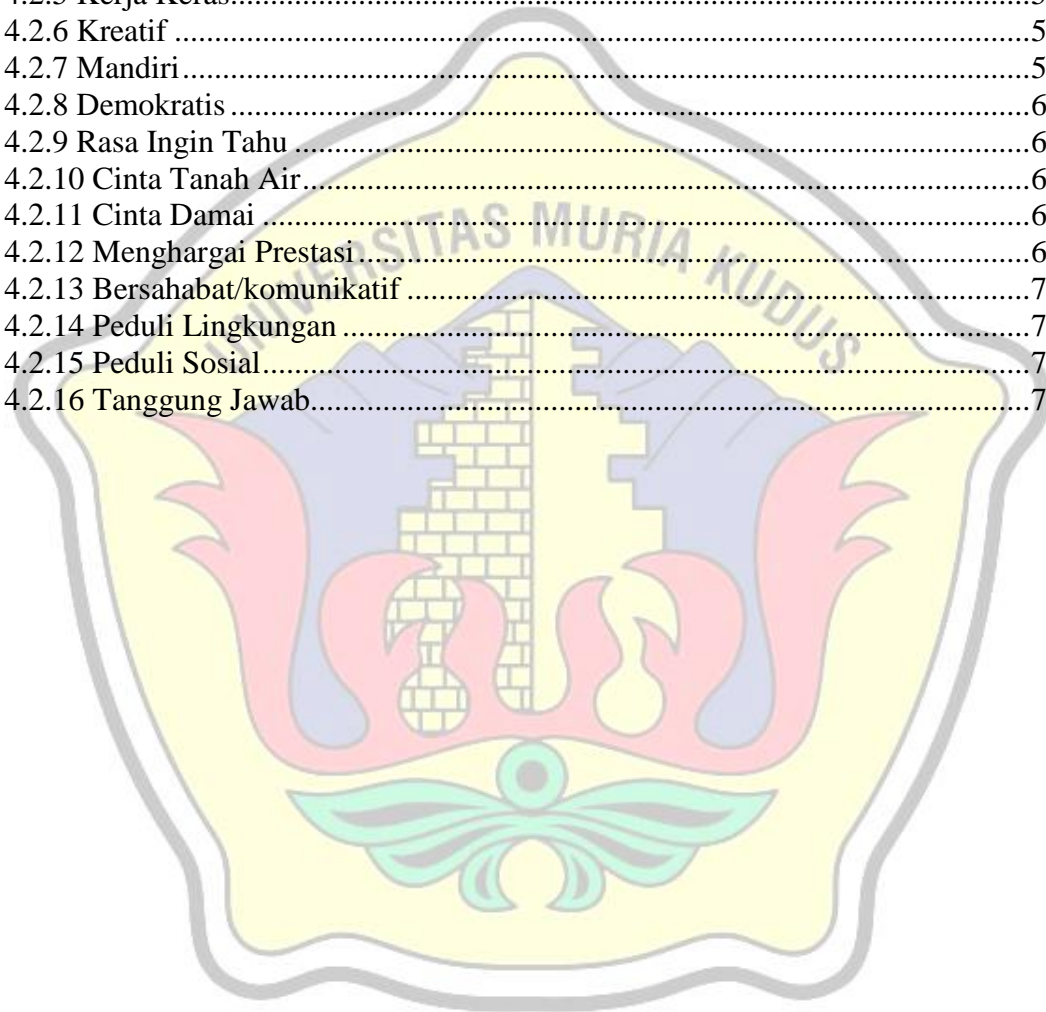 4.2.6 Kreatif ........................................................................................................ 5
4.2.7 Mandiri ........................................................................................................ 5
4.2.8 Demokratis ........................................................................................................ 6
4.2.9 Rasa Ingin Tahu ........................................................................................................ 6
4.2.10 Cinta Tanah Air ........................................................................................................ 6
4.2.11 Cinta Damai ........................................................................................................ 6
4.2.12 Menghargai Prestasi ........................................................................................................ 6
4.2.13 Bersahabat/komunikatif ........................................................................................................ 7
4.2.14 Peduli Lingkungan ........................................................................................................ 7
4.2.15 Peduli Sosial ........................................................................................................ 7
4.2.16 Tanggung Jawab ........................................................................................................ 7
UNIVERSITAS MURIA KUDUS